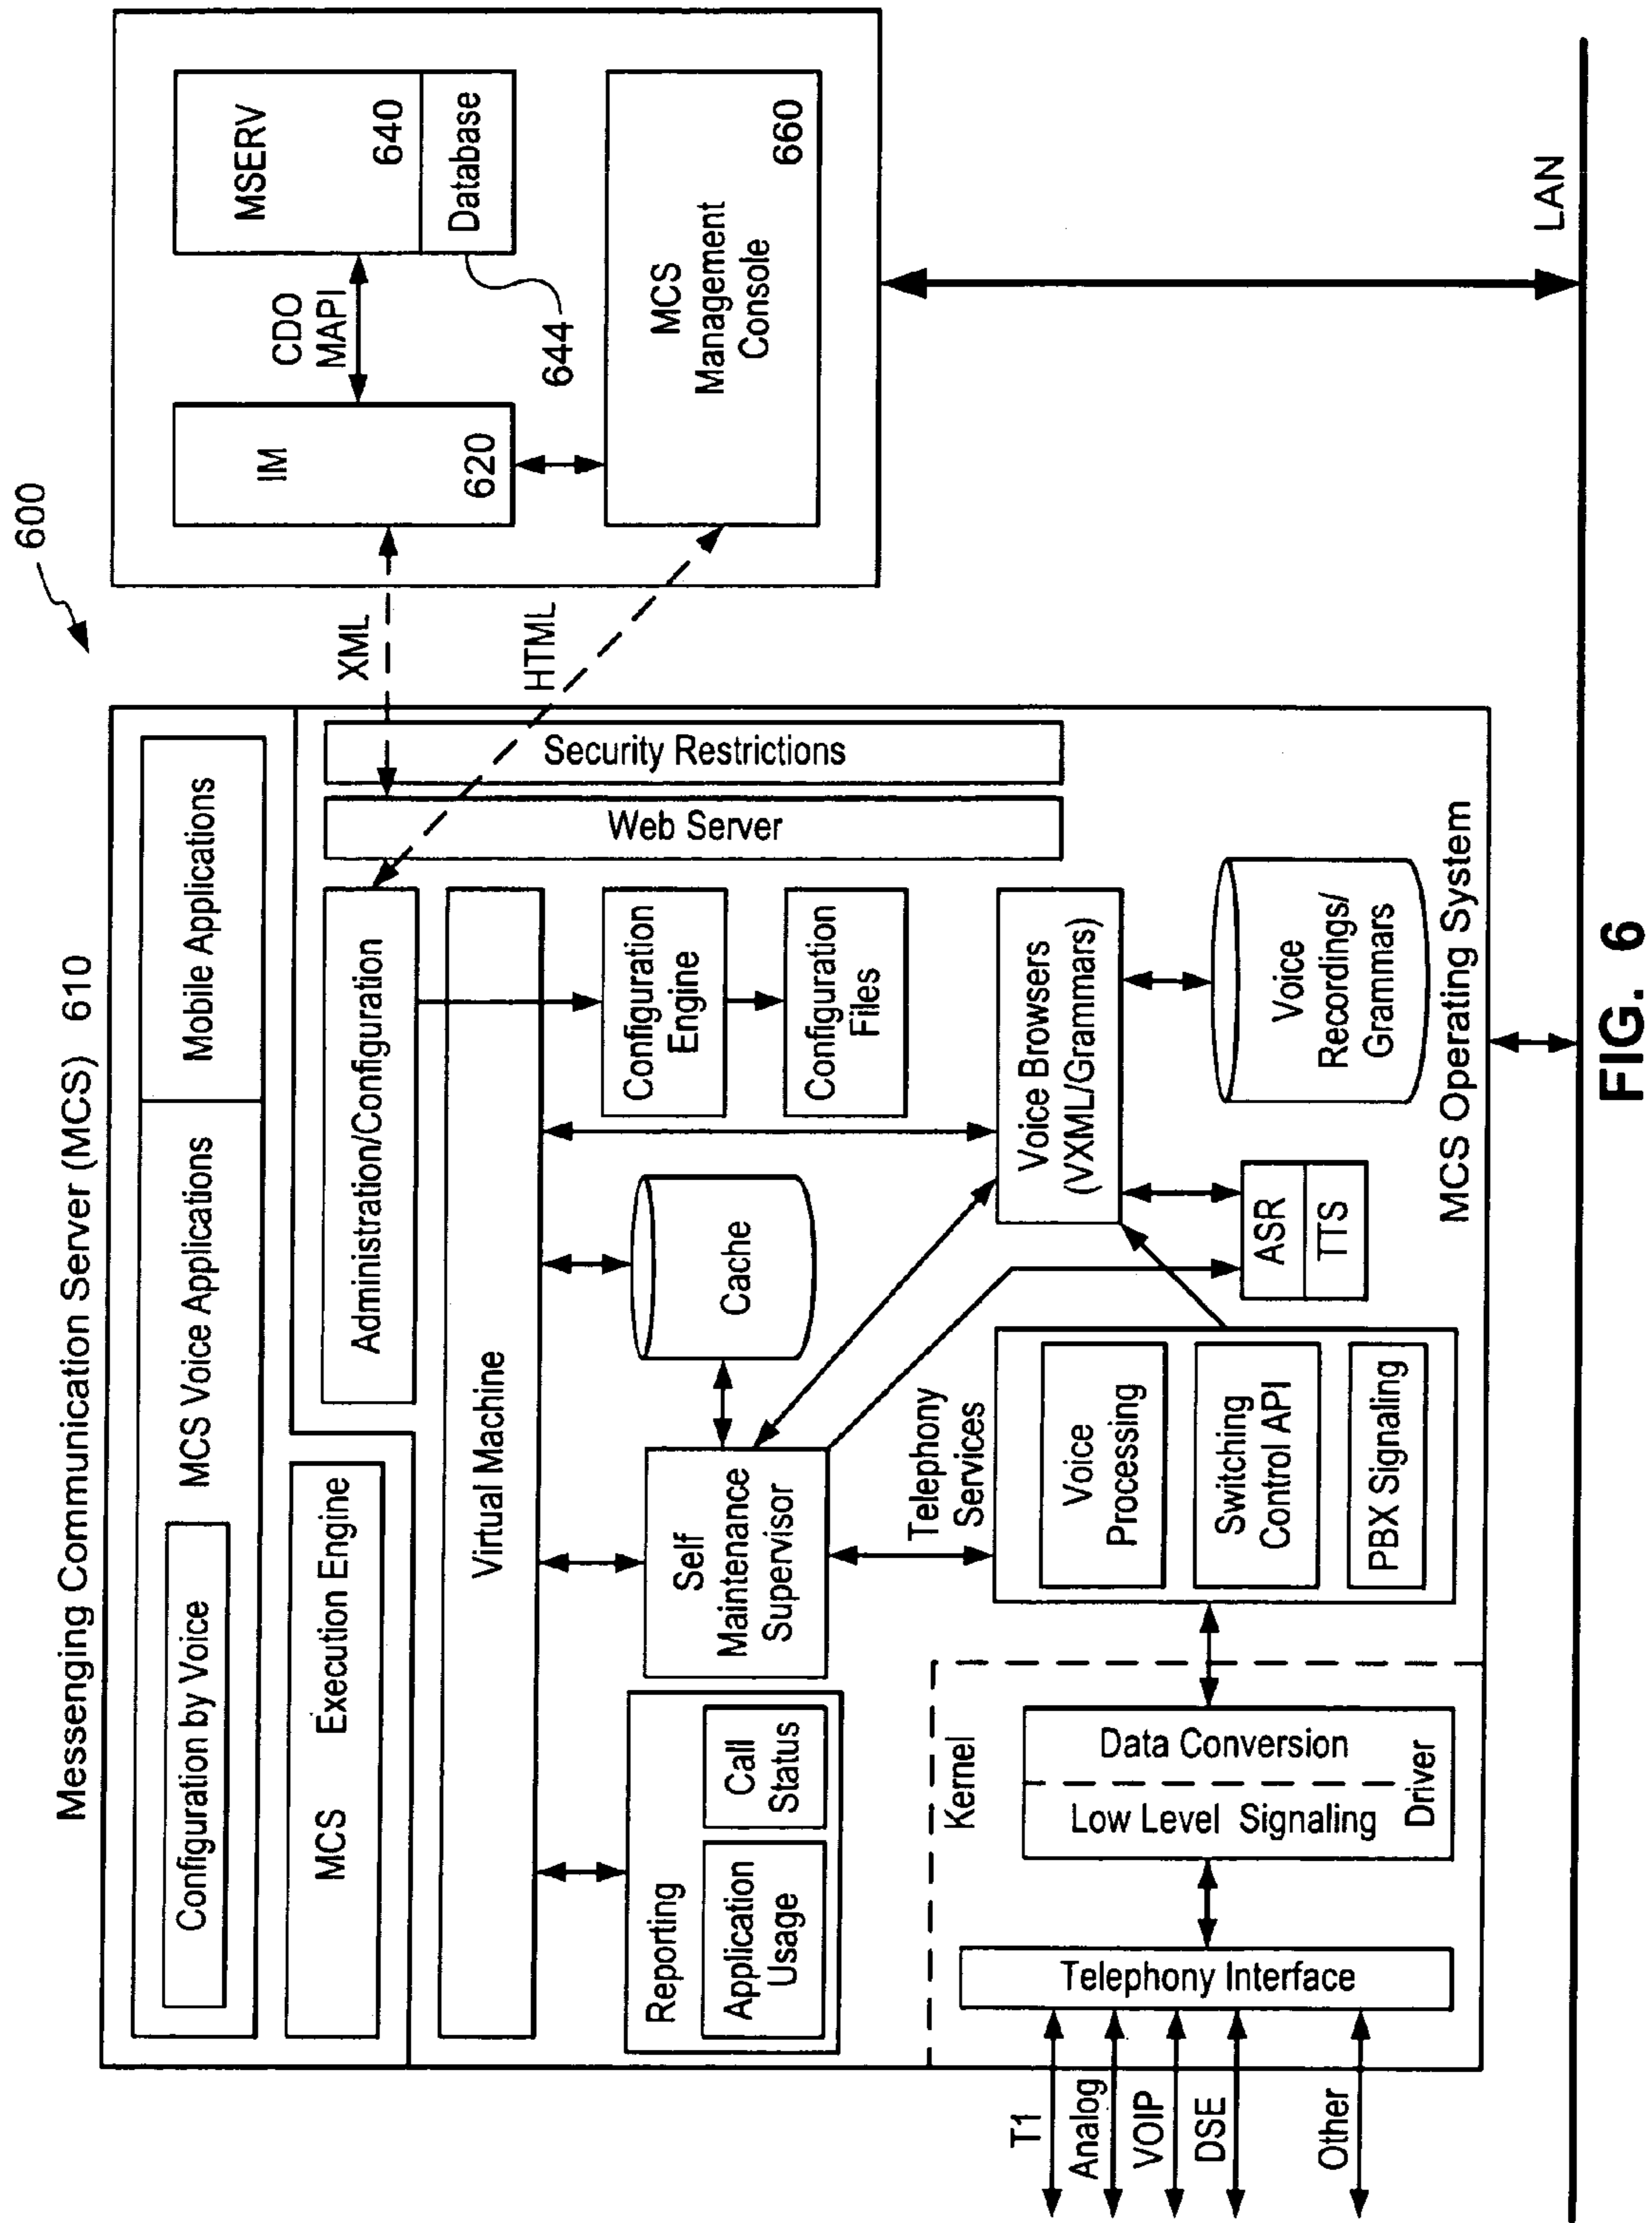 600
Messenging Communication Server (MCS) 610
Configuration by Voice
MCS Voice Applications
Mobile Applications
MCS Execution Engine
Administration/Configuration
Virtual Machine
Web Server
Security Restrictions
XML
HTML
IM
620
CDO
MAPI
MSERV
640
Database
644
MCS
Management
Console
660
Reporting
Application
Usage
Call
Status
Self
Maintenance
Supervisor
Cache
Configuration
Engine
Configuration
Files
Voice Browsers
(VXML/Grammars)
Voice
Recordings/
Grammars
ASR
TTS
Telephony
Services
Voice
Processing
Switching
Control API
PBX Signaling
Kernel
Data Conversion
Low Level Signaling
Driver
Telephony Interface
T1
Analog
VOIP
DSE
Other
MCS Operating System
LAN
FIG. 6